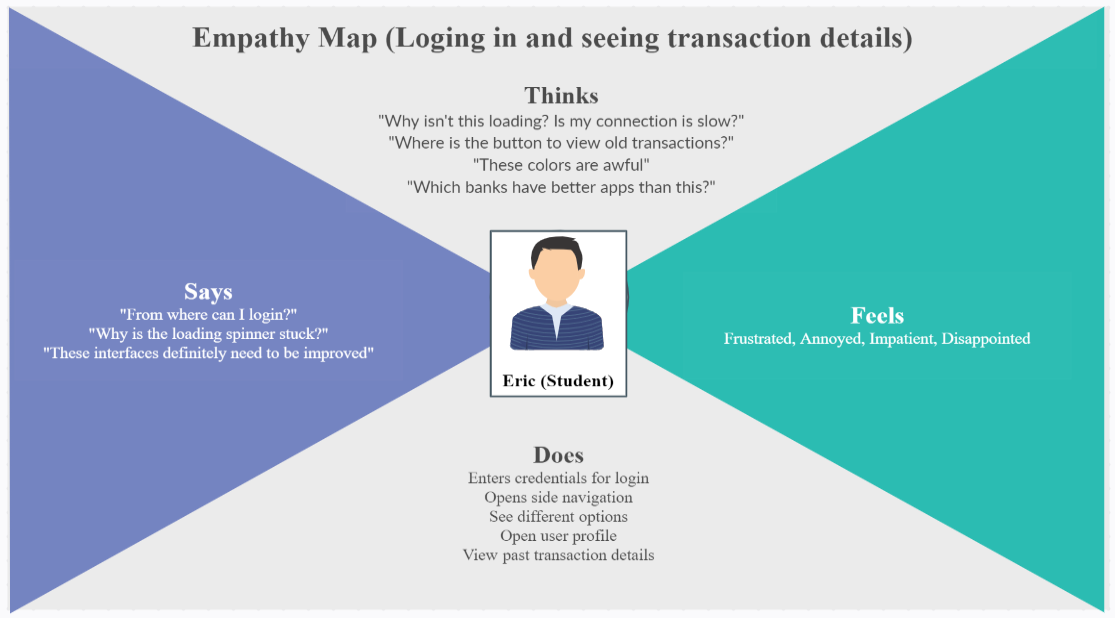 Empathy Map (Loging in and seeing transaction details)
Thinks
"Why isn't this loading? Is my connection is slow?"
"Where is the button to view old transactions?"
"These colors are awful"
"Which banks have better apps than this?"
Says
"From where can I login?"
"Why is the loading spinner stuck?"
"These interfaces definitely need to be improved"
Eric (Student)
Feels
Frustrated, Annoyed, Impatient, Disappointed
Does
Enters credentials for login
Opens side navigation
See different options
Open user profile
View past transaction details